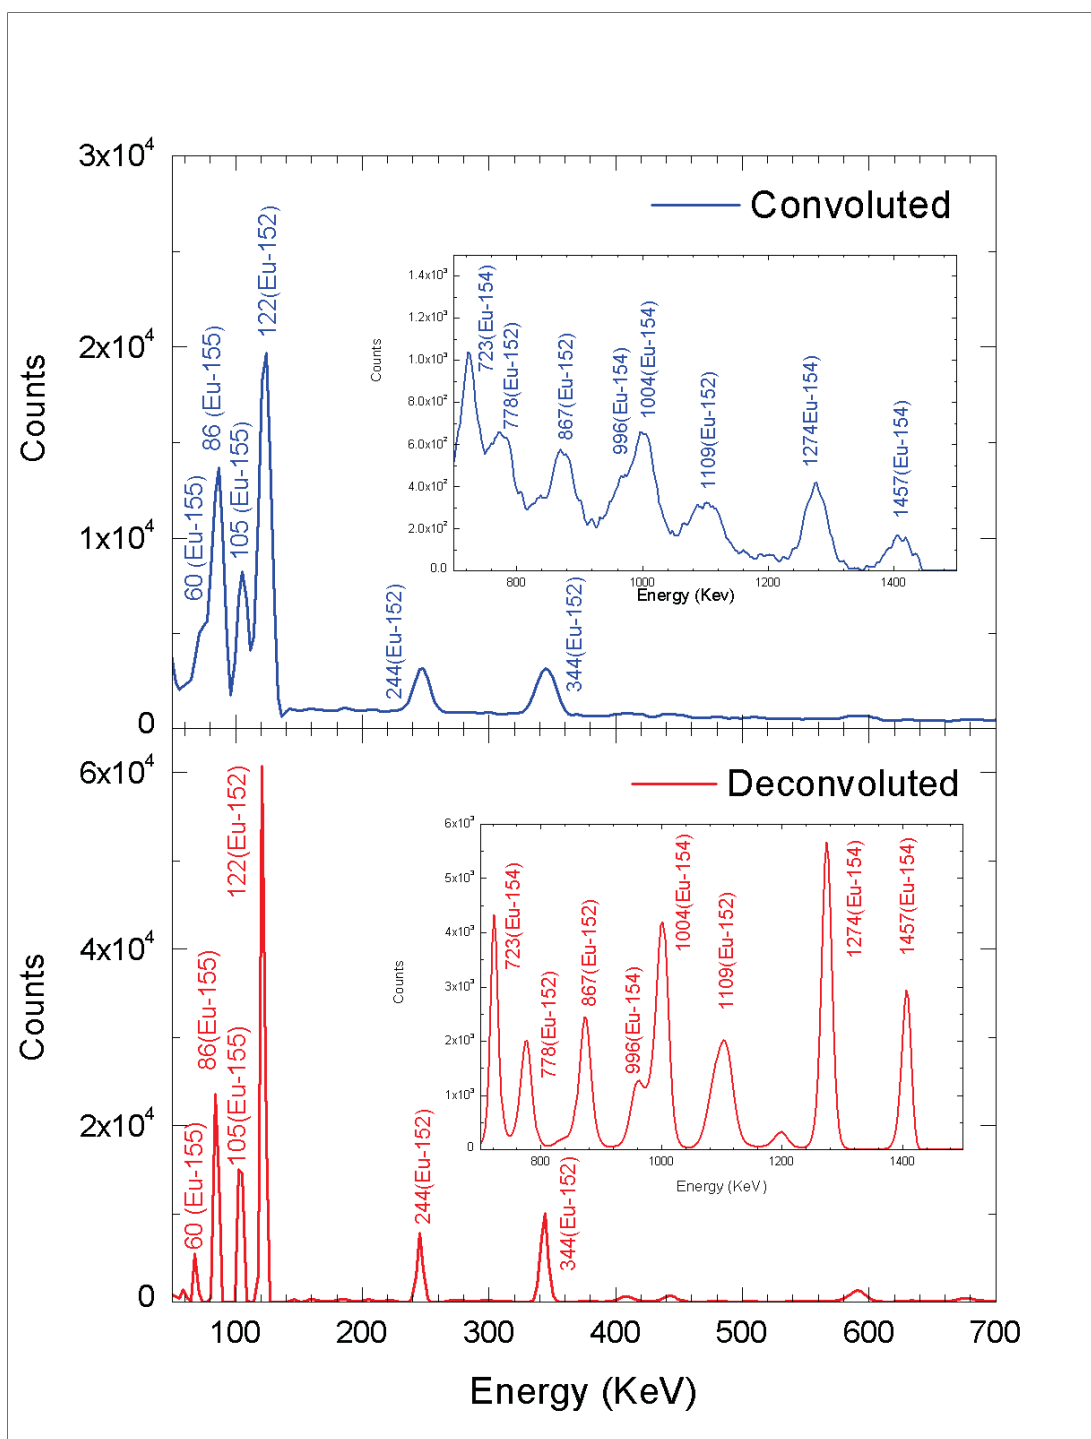 3x10⁴
2x10⁴
1x10⁴
0
Counts
Convoluted
60 (Eu-155)
86 (Eu-155)
105 (Eu-155)
122(Eu-152)
244(Eu-152)
344(Eu-152)
1.4x10³
1.2x10³
1.0x10³
8.0x10²
6.0x10²
4.0x10²
2.0x10²
0.0
Counts
723(Eu-154)
778(Eu-152)
867(Eu-152)
996(Eu-154)
1004(Eu-154)
1109(Eu-152)
1274Eu-154)
1457(Eu-154)
800 1000 1200 1400
Energy (Kev)
6x10⁴
4x10⁴
2x10⁴
0
Counts
Deconvoluted
60 (Eu-155)
86(Eu-155)
105(Eu-155)
122(Eu-152)
244(Eu-152)
344(Eu-152)
6x10³
5x10³
4x10³
3x10³
2x10³
1x10³
0
Counts
723(Eu-154)
778(Eu-152)
867(Eu-152)
996(Eu-154)
1004(Eu-154)
1109(Eu-152)
1274(Eu-154)
1457(Eu-154)
800 1000 1200 1400
Energy (KeV)
100 200 300 400 500 600 700
Energy (KeV)